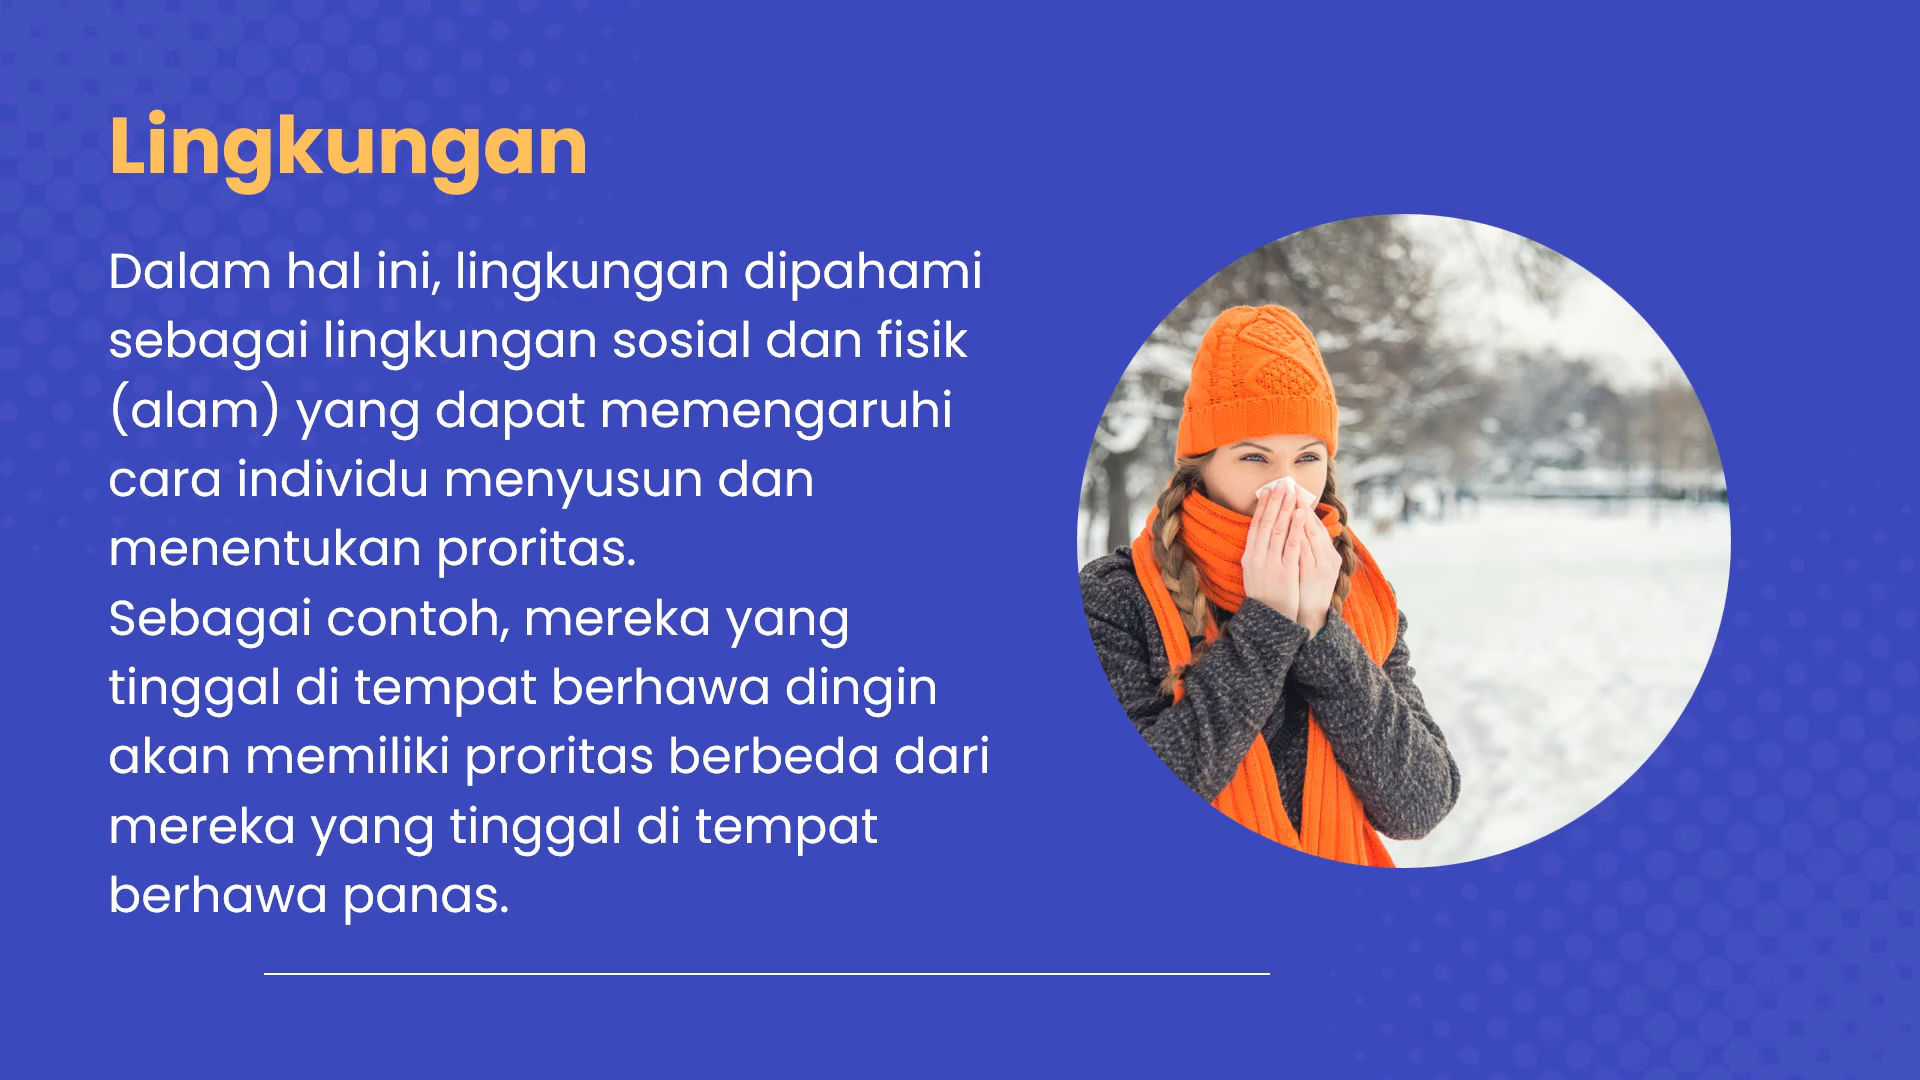 Lingkungan
Dalam hal ini, lingkungan dipahami
sebagai lingkungan sosial dan fisik
(alam) yang dapat memengaruhi
cara individu menyusun dan
menentukan proritas.
Sebagai contoh, mereka yang
tinggal di tempat berhawa dingin
akan memiliki proritas berbeda dari
mereka yang tinggal di tempat
berhawa panas.